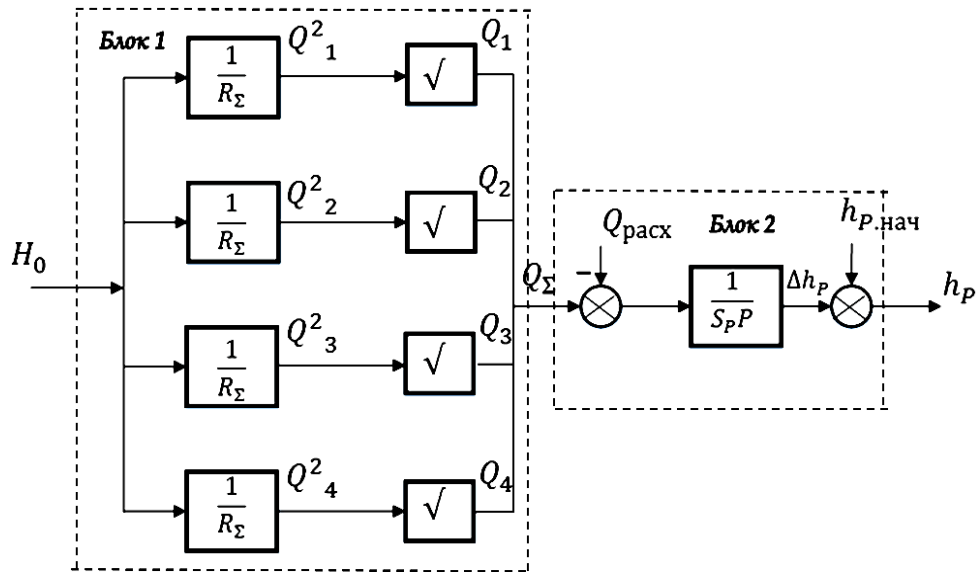 Блок 1
1
R_Σ
Q²₁
√
Q₁
1
R_Σ
Q²₂
√
Q₂
H₀
1
R_Σ
Q²₃
√
Q₃
1
R_Σ
Q²₄
√
Q₄
Q_Σ
Блок 2
Q_расх
−
1
S_P P
Δh_P
h_P.нач
h_P